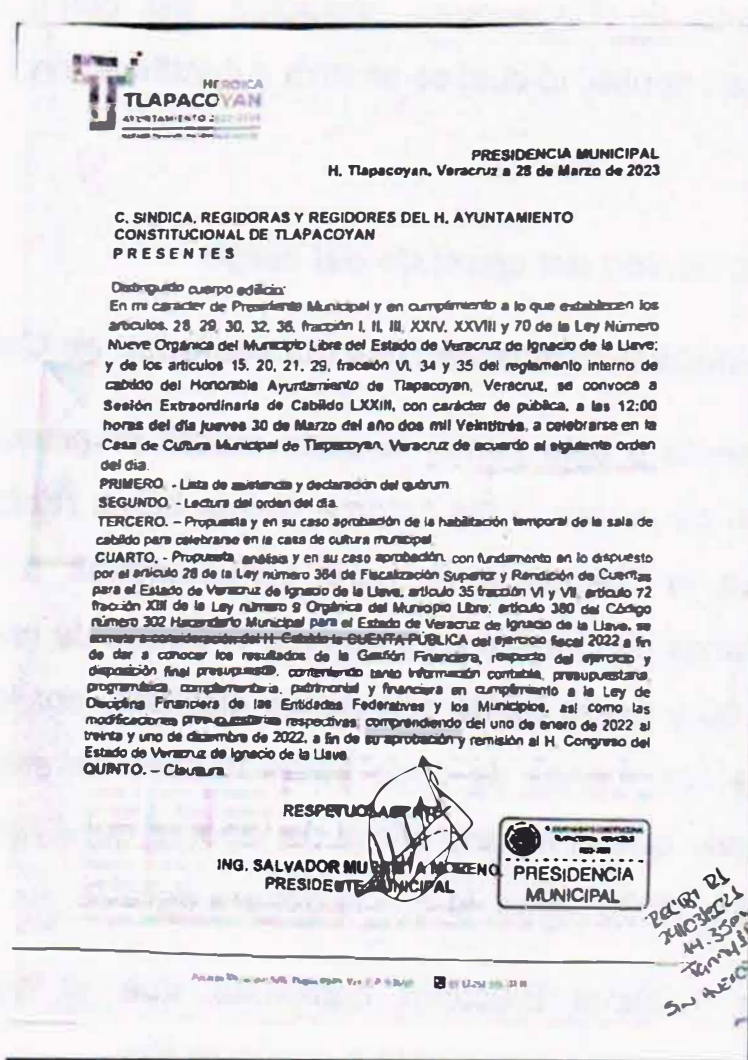 HEROICA
TLAPACOYAN
AYUNTAMIENTO
PRESIDENCIA MUNICIPAL
H. Tlapacoyan, Veracruz a 28 de Marzo de 2023
C. SINDICA, REGIDORAS Y REGIDORES DEL H. AYUNTAMIENTO
CONSTITUCIONAL DE TLAPACOYAN
P R E S E N T E S
Distinguido cuerpo edilicio:
En mi carácter de Presidente Municipal y en cumplimiento a lo que establecen los
artículos, 28, 29, 30, 32, 36, fracción I, II, III, XXIV, XXVIII y 70 de la Ley Número
Nueve Orgánica del Municipio Libre del Estado de Veracruz de Ignacio de la Llave;
y de los artículos 15, 20, 21, 29, fracción VI, 34 y 35 del reglamento interno de
cabildo del Honorable Ayuntamiento de Tlapacoyan, Veracruz, se convoca a
Sesión Extraordinaria de Cabildo LXXIII, con carácter de pública, a las 12:00
horas del día jueves 30 de Marzo del año dos mil Veintitrés, a celebrarse en la
Casa de Cultura Municipal de Tlapacoyan, Veracruz de acuerdo al siguiente orden
del día.
PRIMERO. - Lista de asistencia y declaración del quórum
SEGUNDO. - Lectura del orden del día.
TERCERO. – Propuesta y en su caso aprobación de la habilitación temporal de la sala de
cabildo para celebrarse en la casa de cultura municipal.
CUARTO. - Propuesta, análisis y en su caso aprobación, con fundamento en lo dispuesto
por el artículo 28 de la Ley número 364 de Fiscalización Superior y Rendición de Cuentas
para el Estado de Veracruz de Ignacio de la Llave; artículo 35 fracción VI y VII, artículo 72
fracción XIII de la Ley número 9 Orgánica del Municipio Libre; artículo 380 del Código
número 302 Hacendario Municipal para el Estado de Veracruz de Ignacio de la Llave, se
somete a consideración del H. Cabildo la CUENTA PÚBLICA del ejercicio fiscal 2022 a fin
de dar a conocer los resultados de la Gestión Financiera, respecto del ejercicio y
disposición final presupuestal, conteniendo tanto información contable, presupuestaria,
programática, complementaria, patrimonial y financiera en cumplimiento a la Ley de
Disciplina Financiera de las Entidades Federativas y los Municipios, así como las
modificaciones presupuestarias respectivas, comprendiendo del uno de enero de 2022 al
treinta y uno de diciembre de 2022, a fin de su aprobación y remisión al H. Congreso del
Estado de Veracruz de Ignacio de la Llave
QUINTO. – Clausura.
ING. SALVADOR
PRESIDENTE MUNICIPAL
PRESIDENCIA
MUNICIPAL